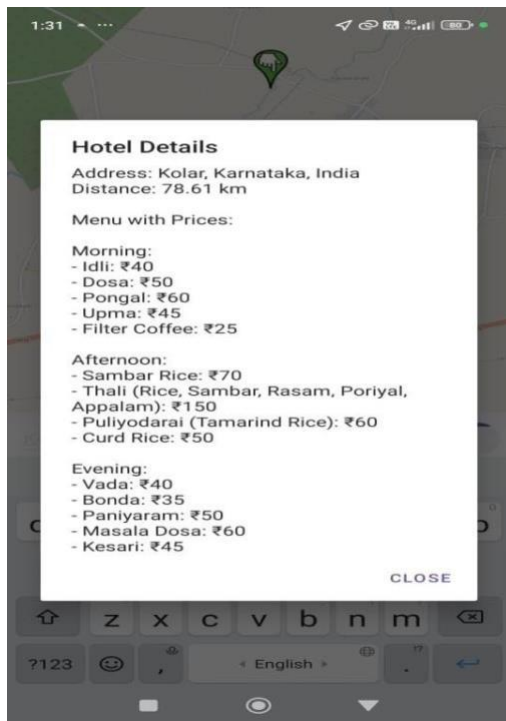 1:31
4G
80
Hotel Details
Address: Kolar, Karnataka, India
Distance: 78.61 km
Menu with Prices:
Morning:
- Idli: ₹40
- Dosa: ₹50
- Pongal: ₹60
- Upma: ₹45
- Filter Coffee: ₹25
Afternoon:
- Sambar Rice: ₹70
- Thali (Rice, Sambar, Rasam, Poriyal,
Appalam): ₹150
- Puliyodarai (Tamarind Rice): ₹60
- Curd Rice: ₹50
Evening:
- Vada: ₹40
- Bonda: ₹35
- Paniyaram: ₹50
- Masala Dosa: ₹60
- Kesari: ₹45
CLOSE
z x c v b n m
?123 , English . !?